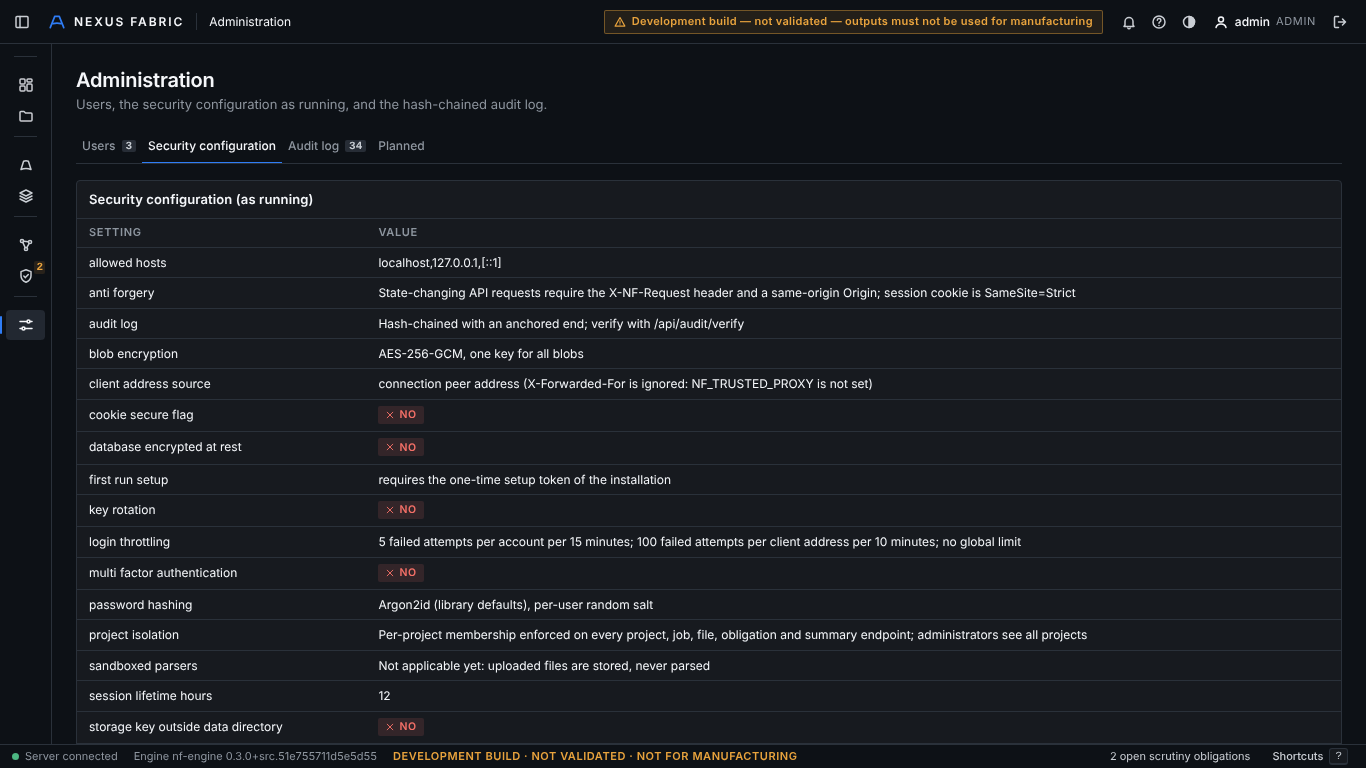 NEXUS FABRIC Administration Development build — not validated — outputs must not be used for manufacturing admin ADMIN
Administration
Users, the security configuration as running, and the hash-chained audit log.
Users 3 Security configuration Audit log 34 Planned
Security configuration (as running)
SETTING VALUE
allowed hosts localhost,127.0.0.1,[::1]
anti forgery State-changing API requests require the X-NF-Request header and a same-origin Origin; session cookie is SameSite=Strict
audit log Hash-chained with an anchored end; verify with /api/audit/verify
blob encryption AES-256-GCM, one key for all blobs
client address source connection peer address (X-Forwarded-For is ignored: NF_TRUSTED_PROXY is not set)
cookie secure flag NO
database encrypted at rest NO
first run setup requires the one-time setup token of the installation
key rotation NO
login throttling 5 failed attempts per account per 15 minutes; 100 failed attempts per client address per 10 minutes; no global limit
multi factor authentication NO
password hashing Argon2id (library defaults), per-user random salt
project isolation Per-project membership enforced on every project, job, file, obligation and summary endpoint; administrators see all projects
sandboxed parsers Not applicable yet: uploaded files are stored, never parsed
session lifetime hours 12
storage key outside data directory NO
2
Server connected Engine nf-engine 0.3.0+src.51e755711d5e5d55 DEVELOPMENT BUILD · NOT VALIDATED · NOT FOR MANUFACTURING 2 open scrutiny obligations Shortcuts ?